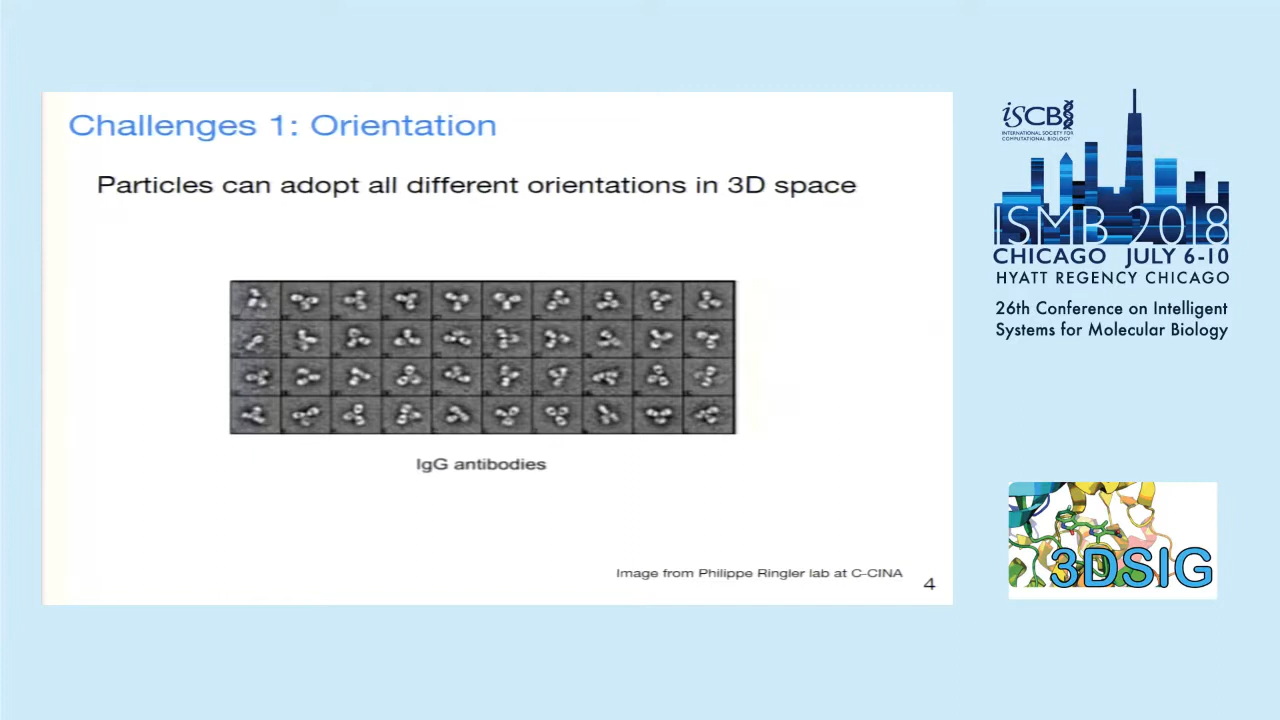 Challenges 1: Orientation
Particles can adopt all different orientations in 3D space
IgG antibodies
Image from Philippe Ringler lab at C-CINA
4
iSCB
INTERNATIONAL SOCIETY FOR
COMPUTATIONAL BIOLOGY
ISMB 2018
CHICAGO JULY 6-10
HYATT REGENCY CHICAGO
26th Conference on Intelligent
Systems for Molecular Biology
3DSIG